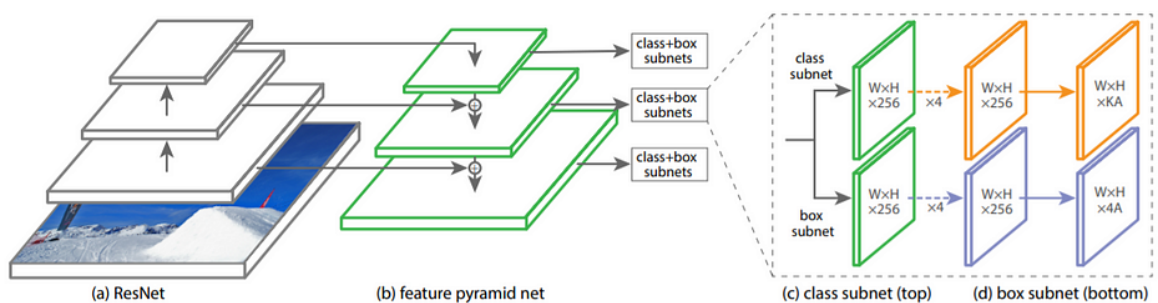 class+box
subnets
class+box
subnets
class+box
subnets
class
subnet
W×H
×256
×4
W×H
×256
W×H
×KA
box
subnet
W×H
×256
×4
W×H
×256
W×H
×4A
(a) ResNet
(b) feature pyramid net
(c) class subnet (top)
(d) box subnet (bottom)